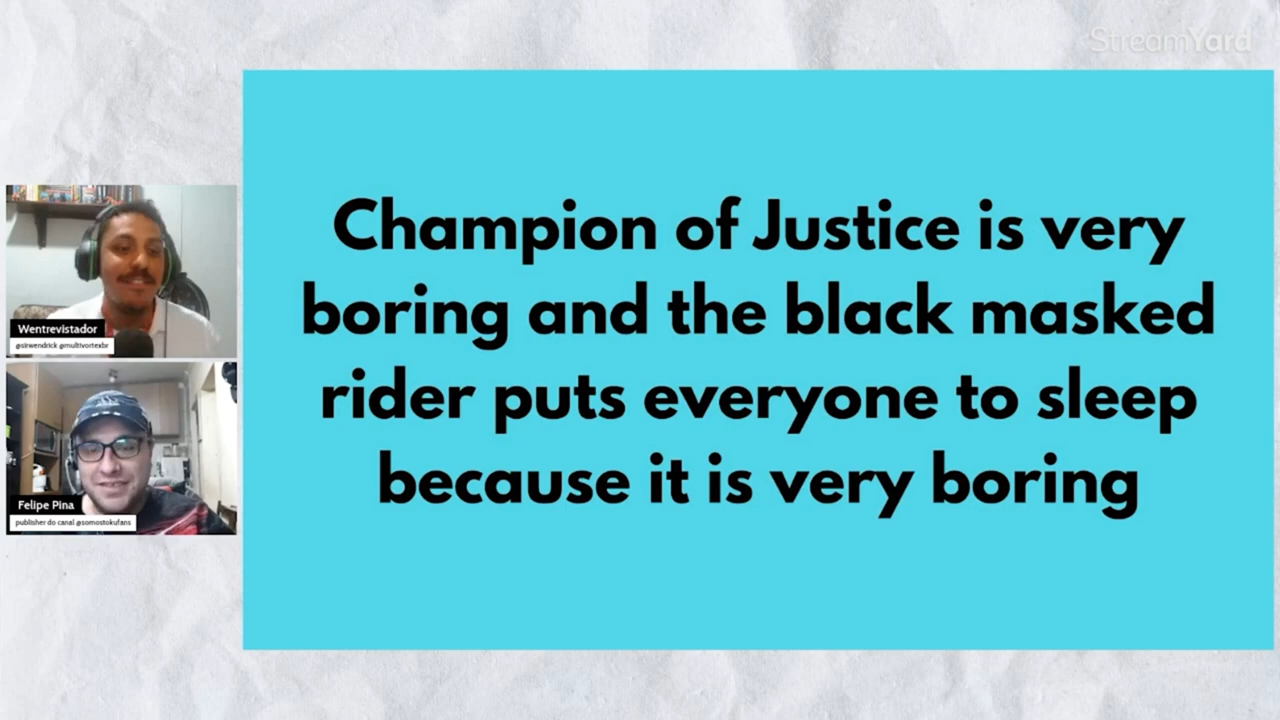 StreamYard
Champion of Justice is very
boring and the black masked
rider puts everyone to sleep
because it is very boring
Wentrevistador
@sirwendrick @multivortexbr
Felipe Pina
publisher do canal @somostokufans